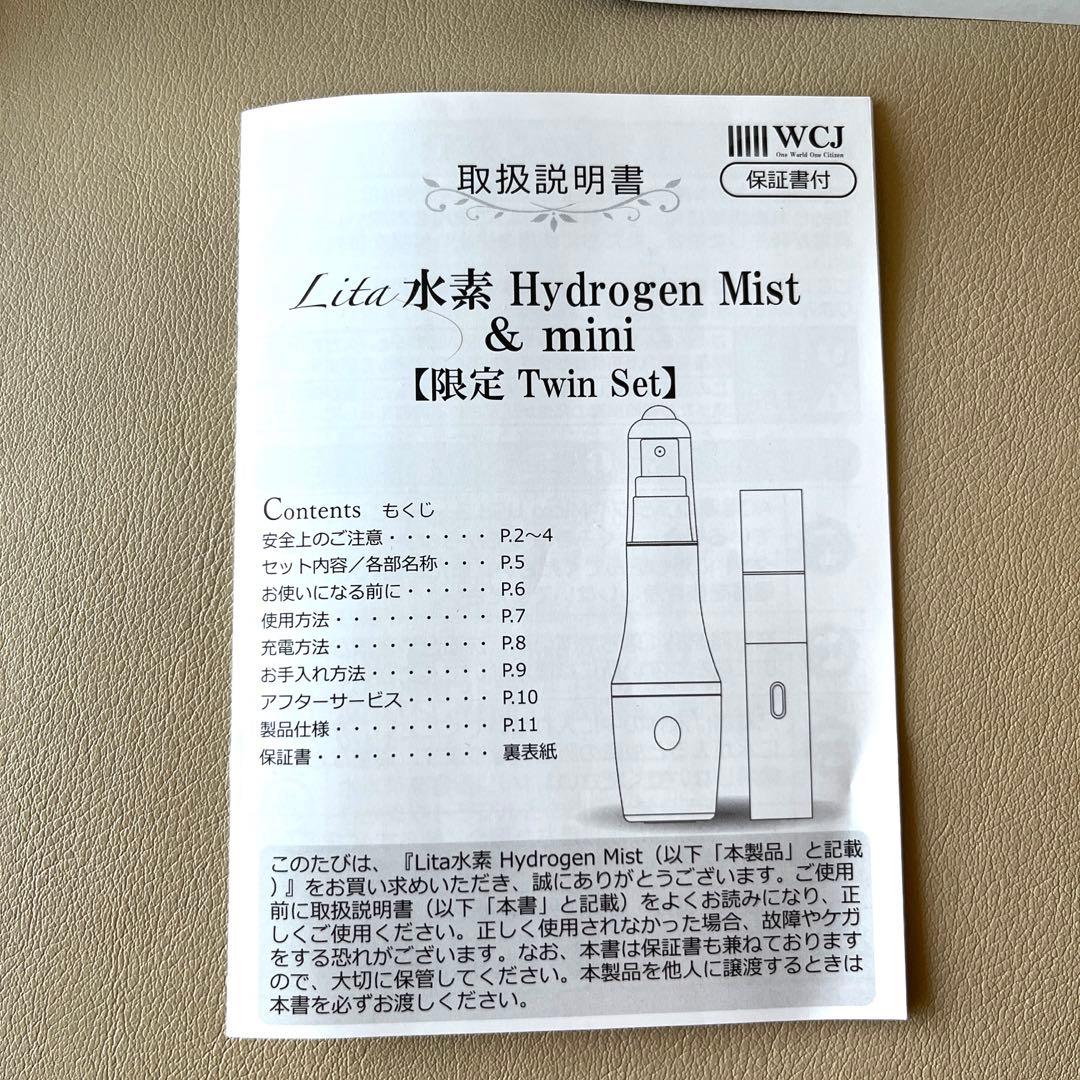 WCJ
One World One Citizen
取扱説明書
保証書付
Lita水素 Hydrogen Mist
& mini
【限定 Twin Set】
Contents もくじ
安全上のご注意・・・・・・ P.2～4
セット内容／各部名称・・・ P.5
お使いになる前に・・・・・ P.6
使用方法・・・・・・・・・ P.7
充電方法・・・・・・・・・ P.8
お手入れ方法・・・・・・・ P.9
アフターサービス・・・・・ P.10
製品仕様・・・・・・・・・ P.11
保証書・・・・・・・・・・ 裏表紙
このたびは、『Lita水素 Hydrogen Mist（以下「本製品」と記載
）』をお買い求めいただき、誠にありがとうございます。ご使用
前に取扱説明書（以下「本書」と記載）をよくお読みになり、正
しくご使用ください。正しく使用されなかった場合、故障やケガ
をする恐れがございます。なお、本書は保証書も兼ねております
ので、大切に保管してください。本製品を他人に譲渡するときは
本書を必ずお渡しください。